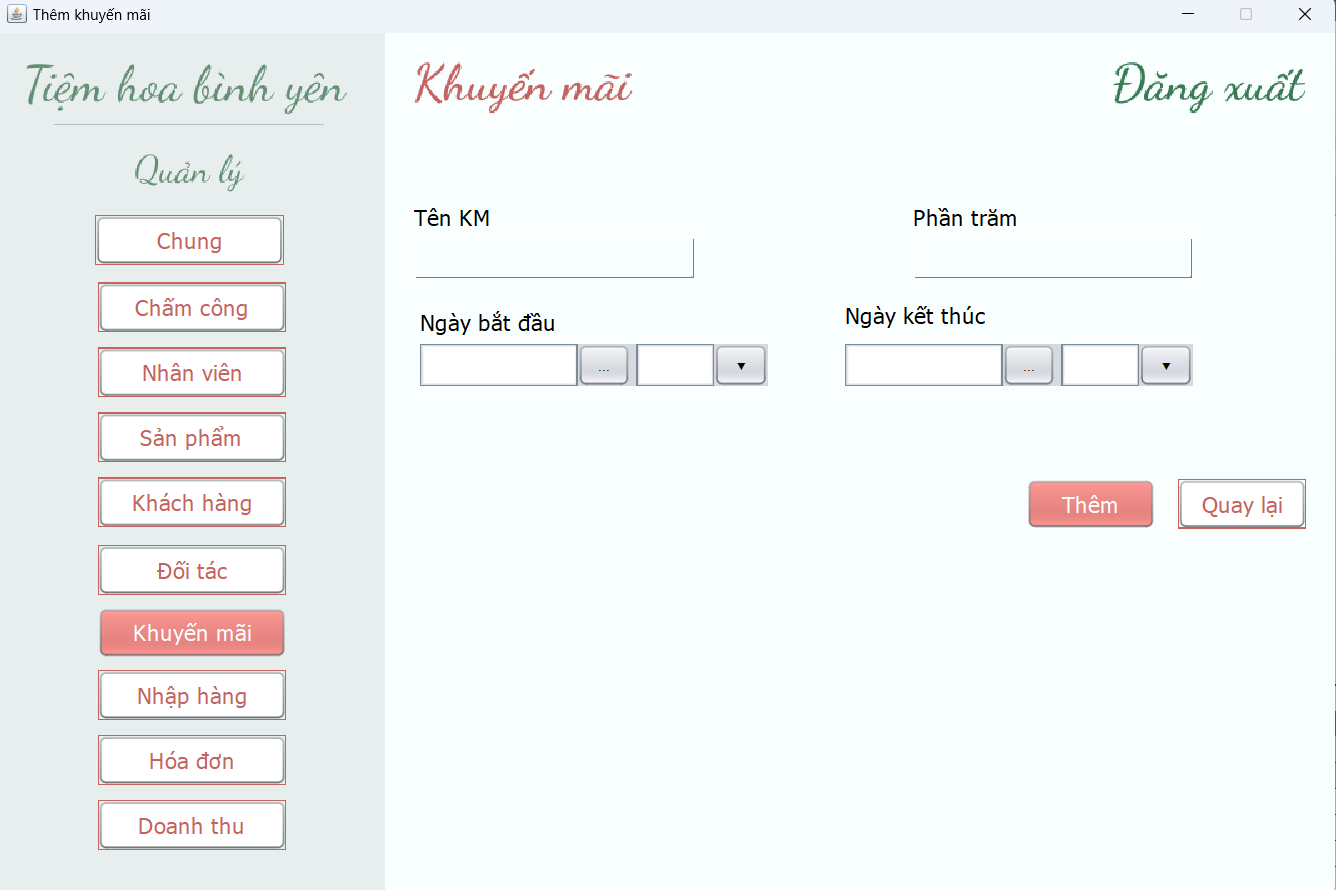 Thêm khuyến mãi
Tiệm hoa bình yên
Quản lý
Chung
Chấm công
Nhân viên
Sản phẩm
Khách hàng
Đối tác
Khuyến mãi
Nhập hàng
Hóa đơn
Doanh thu
Khuyến mãi
Đăng xuất
Tên KM
Phần trăm
Ngày bắt đầu
Ngày kết thúc
...
...
Thêm
Quay lại